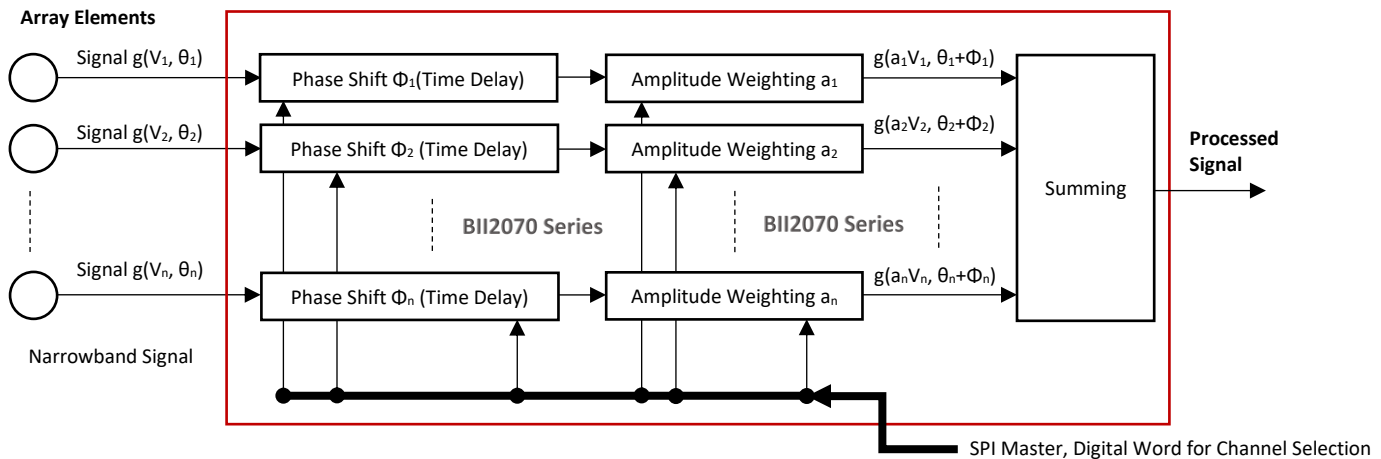 Array Elements
Signal g(V₁, θ₁)
Phase Shift Φ₁(Time Delay)
Amplitude Weighting a₁
g(a₁V₁, θ₁+Φ₁)
Signal g(V₂, θ₂)
Phase Shift Φ₂ (Time Delay)
Amplitude Weighting a₂
g(a₂V₂, θ₂+Φ₂)
Processed
Signal
Summing
BII2070 Series
BII2070 Series
Signal g(Vₙ, θₙ)
Phase Shift Φₙ (Time Delay)
Amplitude Weighting aₙ
g(aₙVₙ, θₙ+Φₙ)
Narrowband Signal
SPI Master, Digital Word for Channel Selection